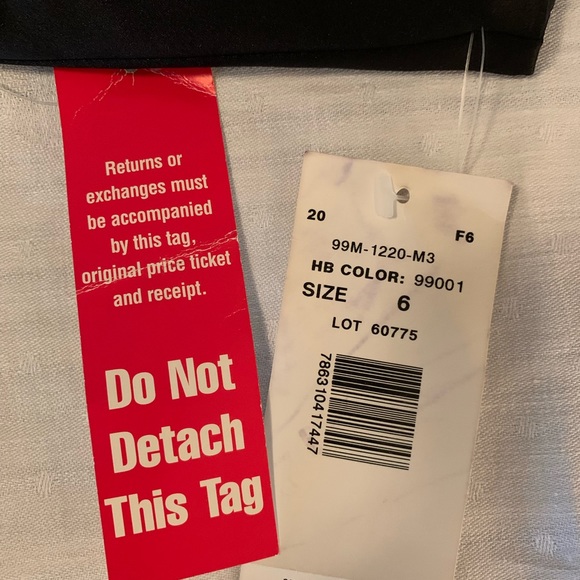 Returns or
exchanges must
be accompanied
by this tag,
original price ticket
and receipt.
Do Not
Detach
This Tag
20
F6
99M-1220-M3
HB COLOR: 99001
SIZE 6
LOT 60775
786310417447